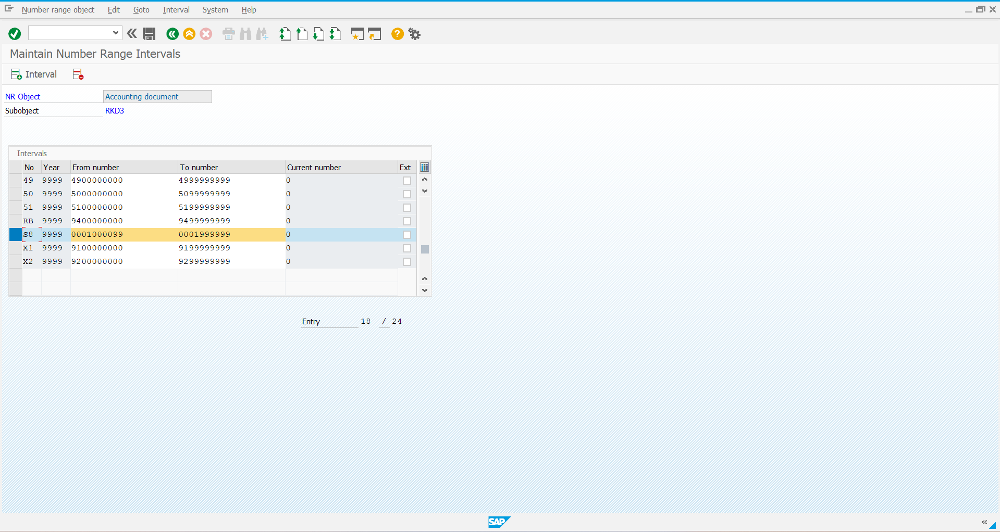 Number range object Edit Goto Interval System Help
Maintain Number Range Intervals
Interval
NR Object Accounting document
Subobject RKD3
Intervals
No Year From number To number Current number Ext
49 9999 4900000000 4999999999 0
50 9999 5000000000 5099999999 0
51 9999 5100000000 5199999999 0
RB 9999 9400000000 9499999999 0
S8 9999 0001000099 0001999999 0
X1 9999 9100000000 9199999999 0
X2 9999 9200000000 9299999999 0
Entry 18 / 24
SAP